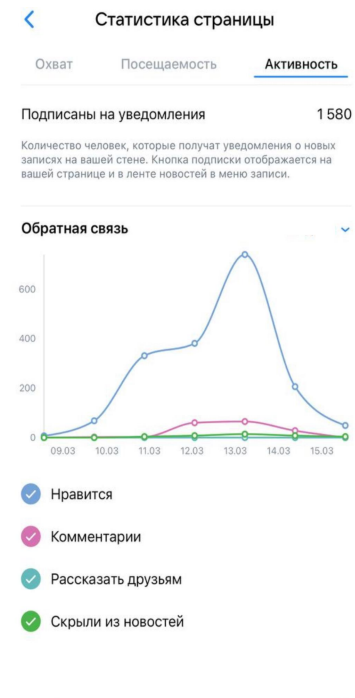 Статистика страницы
Охват Посещаемость Активность
Подписаны на уведомления 1 580
Количество человек, которые получат уведомления о новых
записях на вашей стене. Кнопка подписки отображается на
вашей странице и в ленте новостей в меню записи.
Обратная связь
600
400
200
0
09.03 10.03 11.03 12.03 13.03 14.03 15.03
Нравится
Комментарии
Рассказать друзьям
Скрыли из новостей